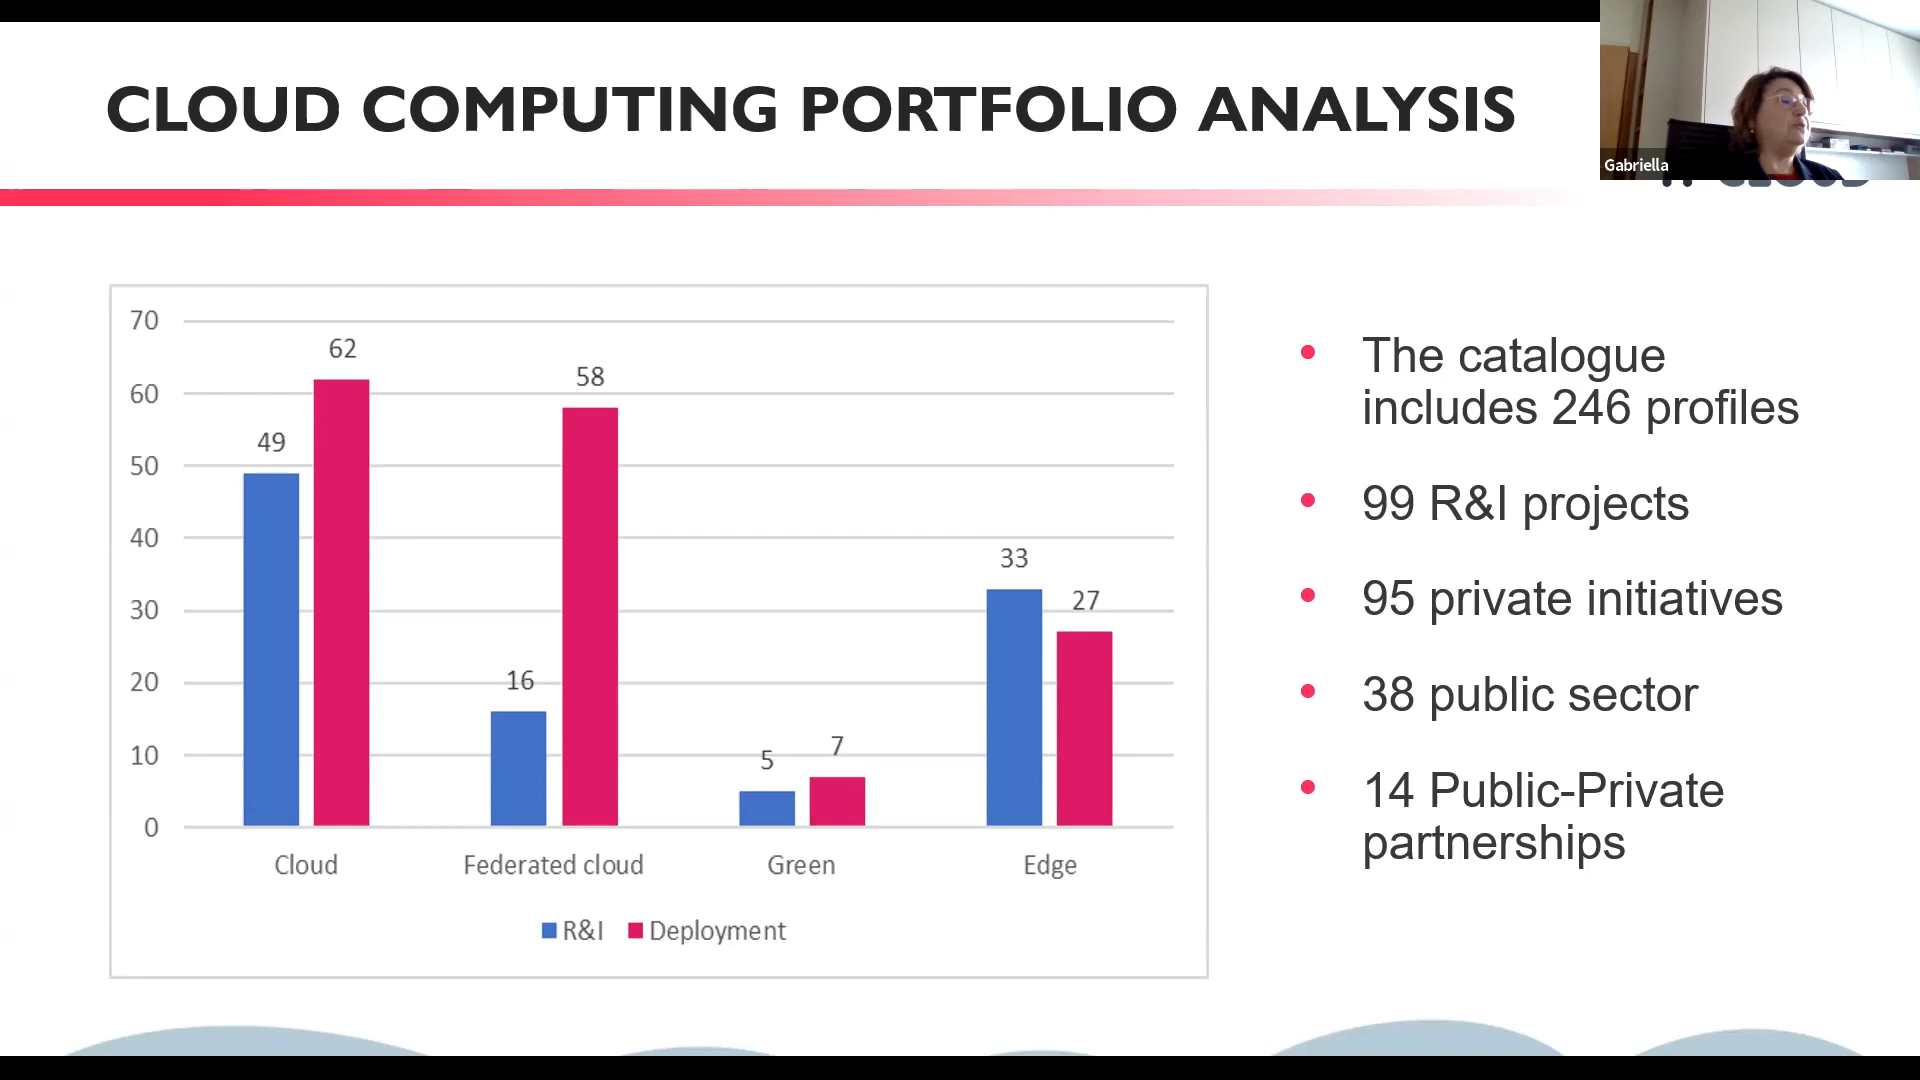 CLOUD COMPUTING PORTFOLIO ANALYSIS
Gabriella
70
60
50
40
30
20
10
0
49
62
16
58
5
7
33
27
Cloud
Federated cloud
Green
Edge
R&I
Deployment
The catalogue
includes 246 profiles
99 R&I projects
95 private initiatives
38 public sector
14 Public-Private
partnerships